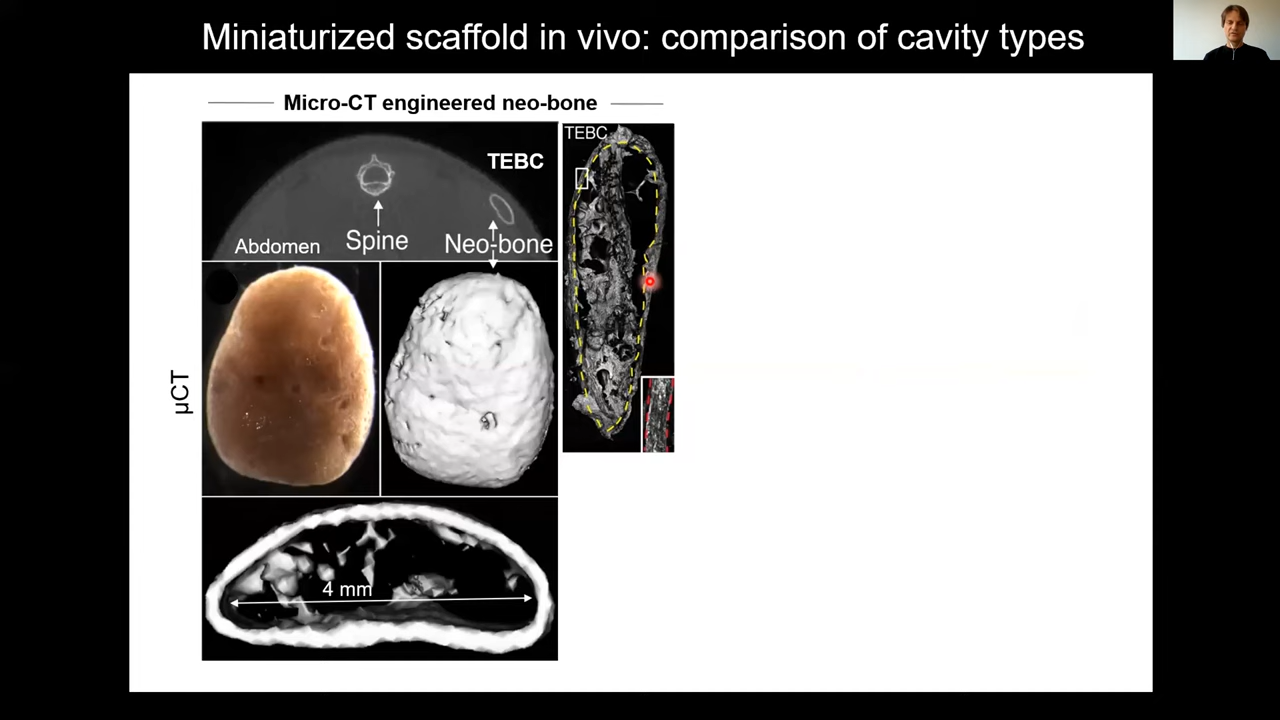 Miniaturized scaffold in vivo: comparison of cavity types
Micro-CT engineered neo-bone
TEBC
TEBC
Abdomen
Spine
Neo-bone
µCT
4 mm